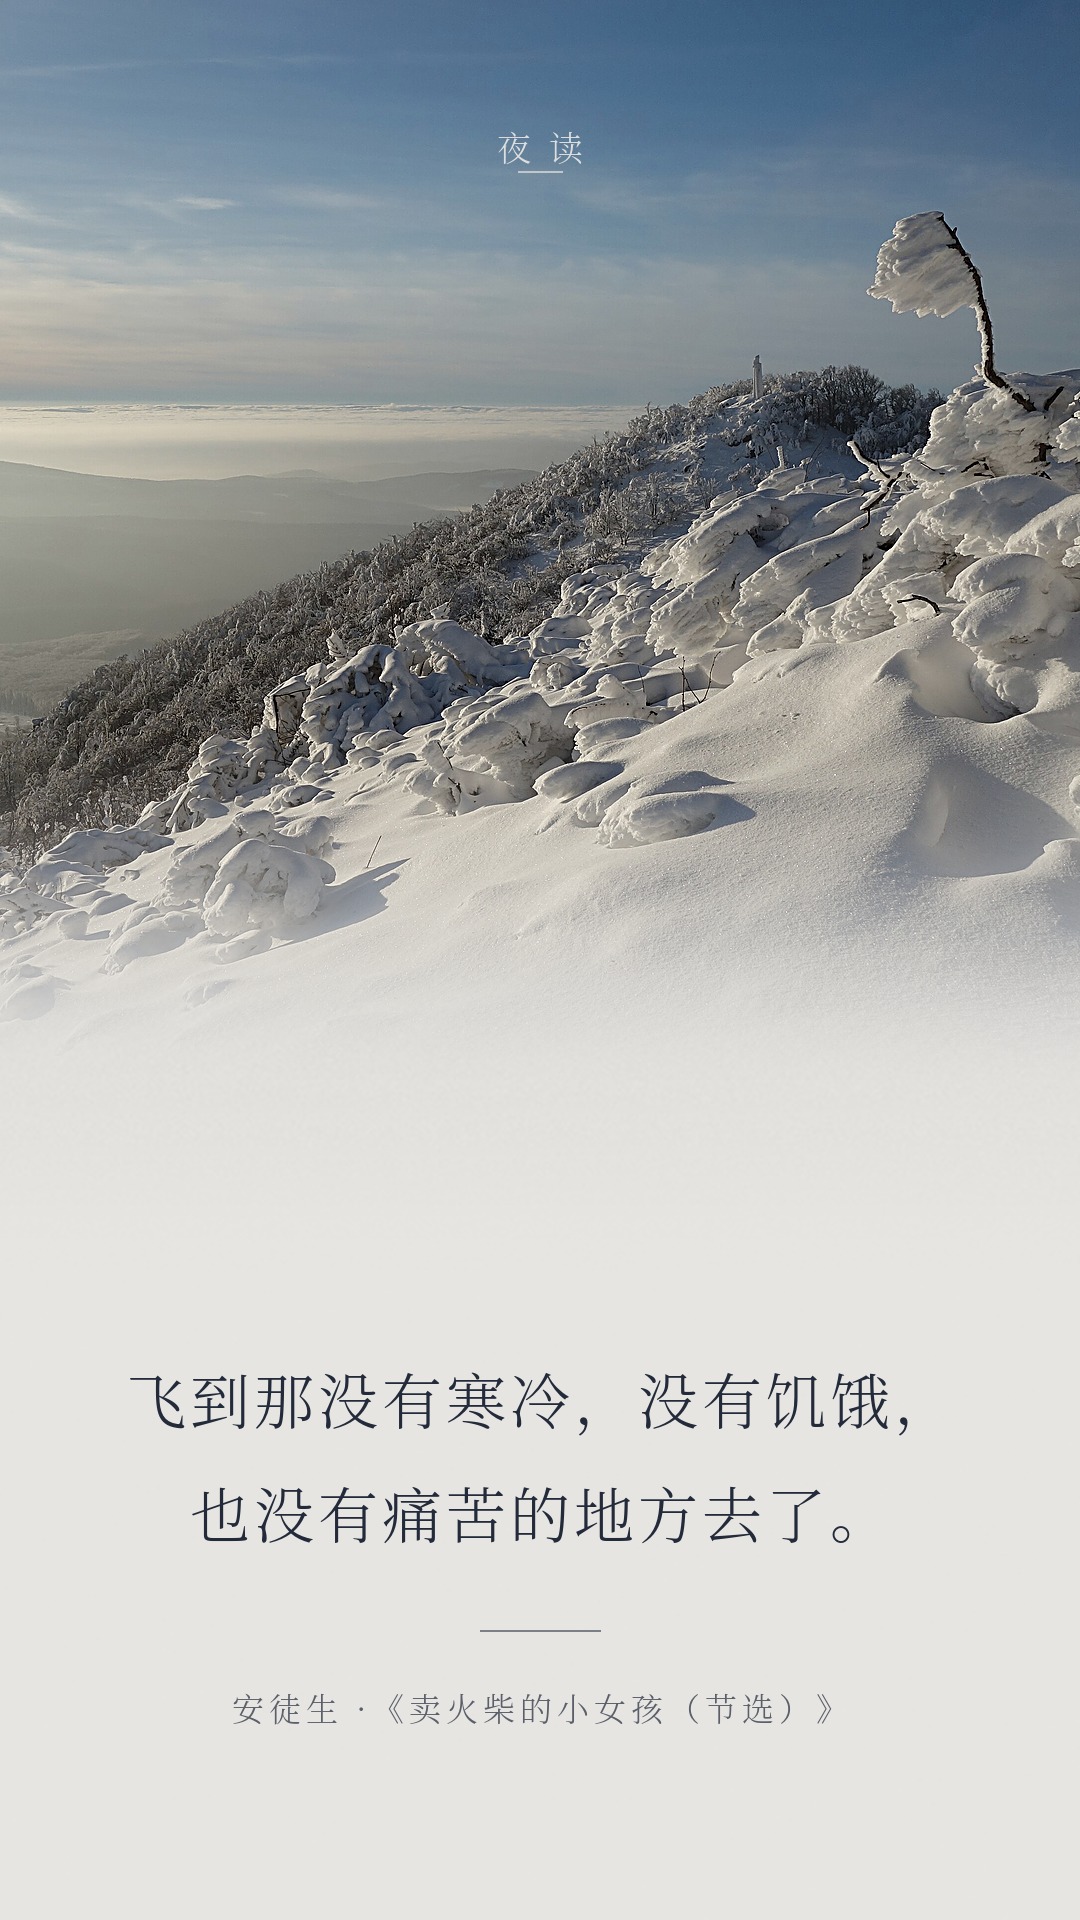 夜读
飞到那没有寒冷，没有饥饿，
也没有痛苦的地方去了。
安徒生·《卖火柴的小女孩（节选）》